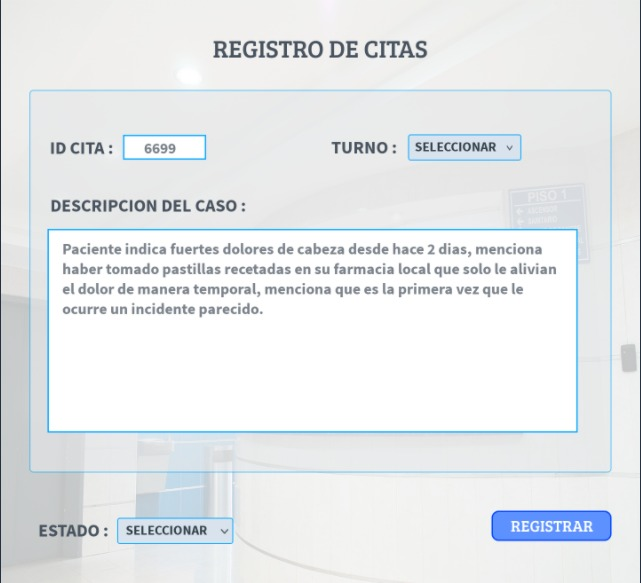 REGISTRO DE CITAS
ID CITA : 6699 TURNO : SELECCIONAR
PISO 1
DESCRIPCION DEL CASO :
Paciente indica fuertes dolores de cabeza desde hace 2 dias, menciona
haber tomado pastillas recetadas en su farmacia local que solo le alivian
el dolor de manera temporal, menciona que es la primera vez que le
ocurre un incidente parecido.
ESTADO : SELECCIONAR REGISTRAR